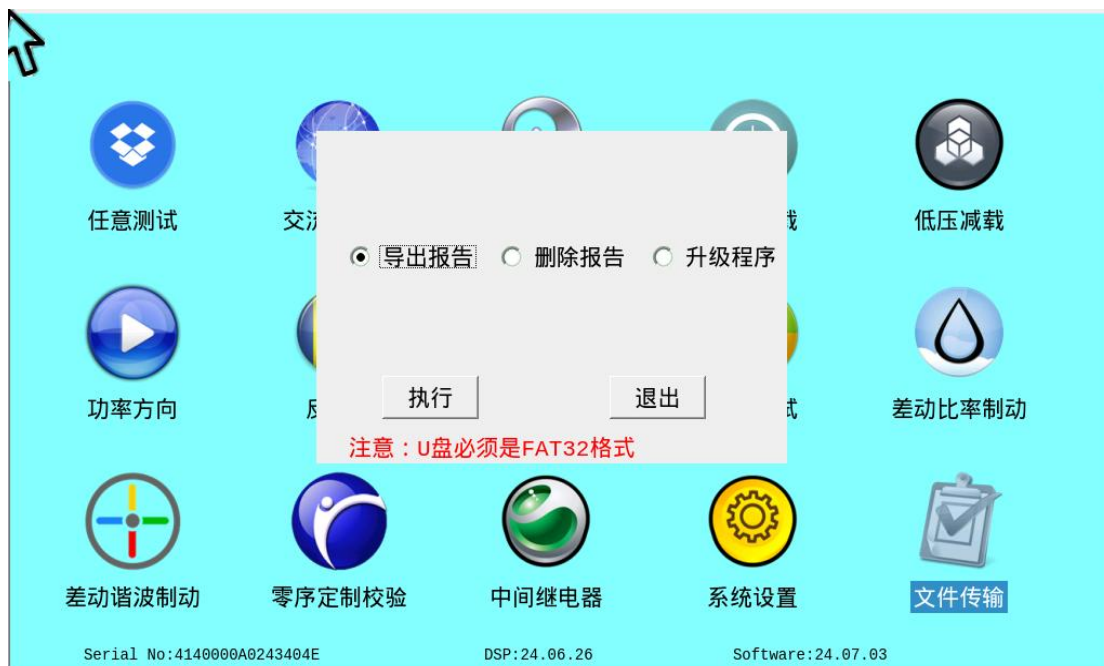 任意测试
交流
低压减载
导出报告 删除报告 升级程序
功率方向
差动比率制动
执行 退出
注意：U盘必须是FAT32格式
差动谐波制动 零序定制校验 中间继电器 系统设置 文件传输
Serial No:4140000A0243404E DSP:24.06.26 Software:24.07.03